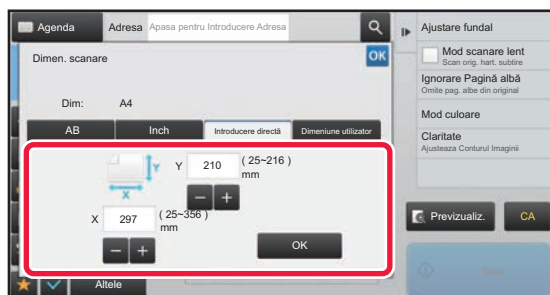 Agenda
Adresa
Apasa pentru Introducere Adresa
Dimen. scanare
OK
Dim:
A4
AB
Inch
Introducere directă
Dimeniune utilizator
Y
Y
210
( 25~216 )
mm
X
X
297
( 25~356 )
mm
OK
Altele
Ajustare fundal
Mod scanare lent
Scan orig. hart. subtire
Ignorare Pagină albă
Omite pag. albe din original
Mod culoare
Claritate
Ajusteaza Conturul Imaginii
Previzualiz.
CA